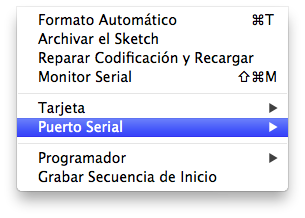 Formato Automático ⌘T
Archivar el Sketch
Reparar Codificación y Recargar
Monitor Serial ⇧⌘M
Tarjeta ▶
Puerto Serial ▶
Programador ▶
Grabar Secuencia de Inicio